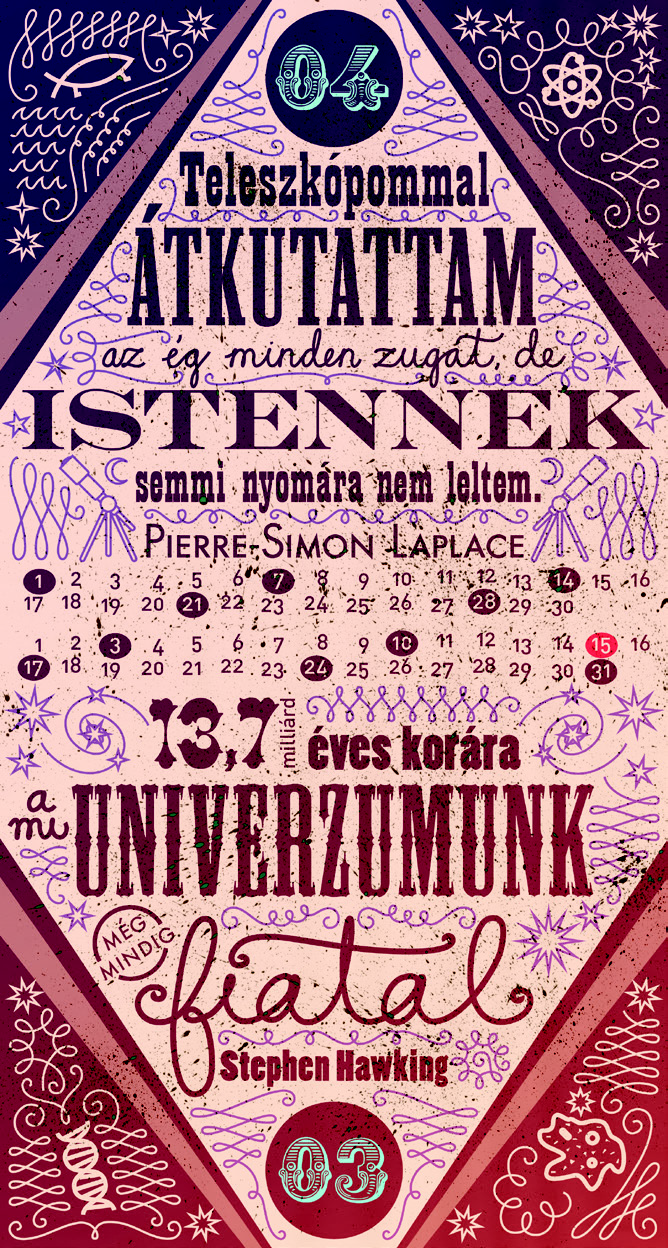 04
Teleszkópommal
ÁTKUTATTAM
az ég minden zugát, de
ISTENNEK
semmi nyomára nem leltem.
PIERRE-SIMON LAPLACE
1 2 3 4 5 6 7 8 9 10 11 12 13 14 15 16
17 18 19 20 21 22 23 24 25 26 27 28 29 30
1 2 3 4 5 6 7 8 9 10 11 12 13 14 15 16
17 18 19 20 21 22 23 24 25 26 27 28 29 30 31
13,7 milliárd éves korára
a mi UNIVERZUMUNK
MÉG MINDIG
fiatal
Stephen Hawking
03